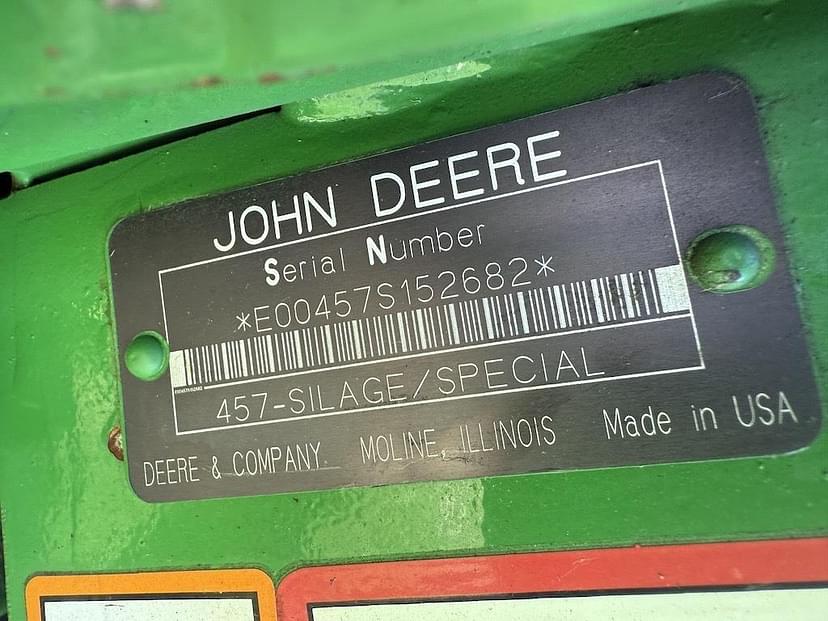 JOHN DEERE
Serial Number
*E00457S152682*
457-SILAGE/SPECIAL
DEERE & COMPANY MOLINE, ILLINOIS Made in USA